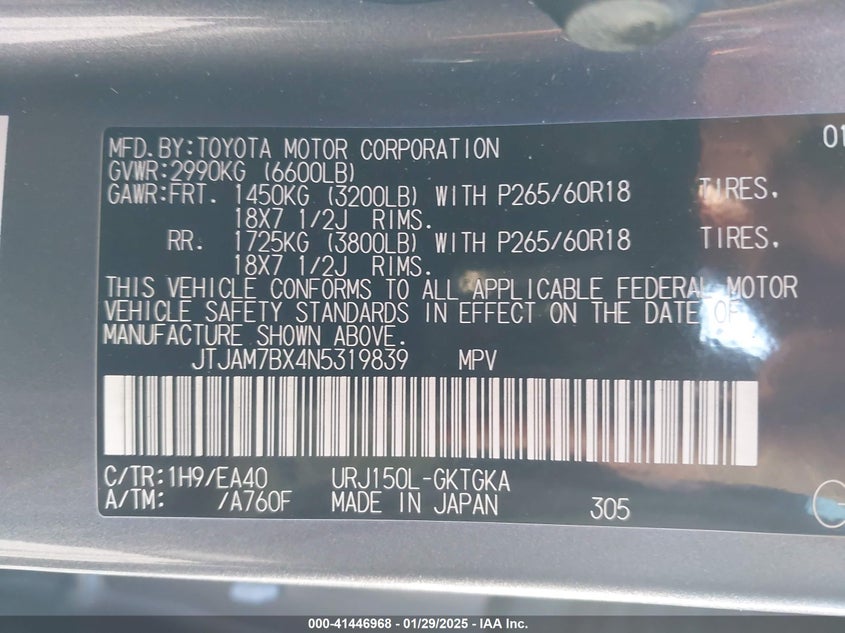 01
MFD.BY:TOYOTA MOTOR CORPORATION
GVWR:2990KG (6600LB)
GAWR:FRT. 1450KG (3200LB) WITH P265/60R18 TIRES,
18X7 1/2J RIMS.
RR. 1725KG (3800LB) WITH P265/60R18 TIRES,
18X7 1/2J RIMS.
THIS VEHICLE CONFORMS TO ALL APPLICABLE FEDERAL MOTOR
VEHICLE SAFETY STANDARDS IN EFFECT ON THE DATE OF
MANUFACTURE SHOWN ABOVE.
JTJAM7BX4N5319839 MPV
C/TR:1H9/EA40 URJ150L-GKTGKA
A/TM: /A760F MADE IN JAPAN 305
000-41446968 - 01/29/2025 - IAA Inc.